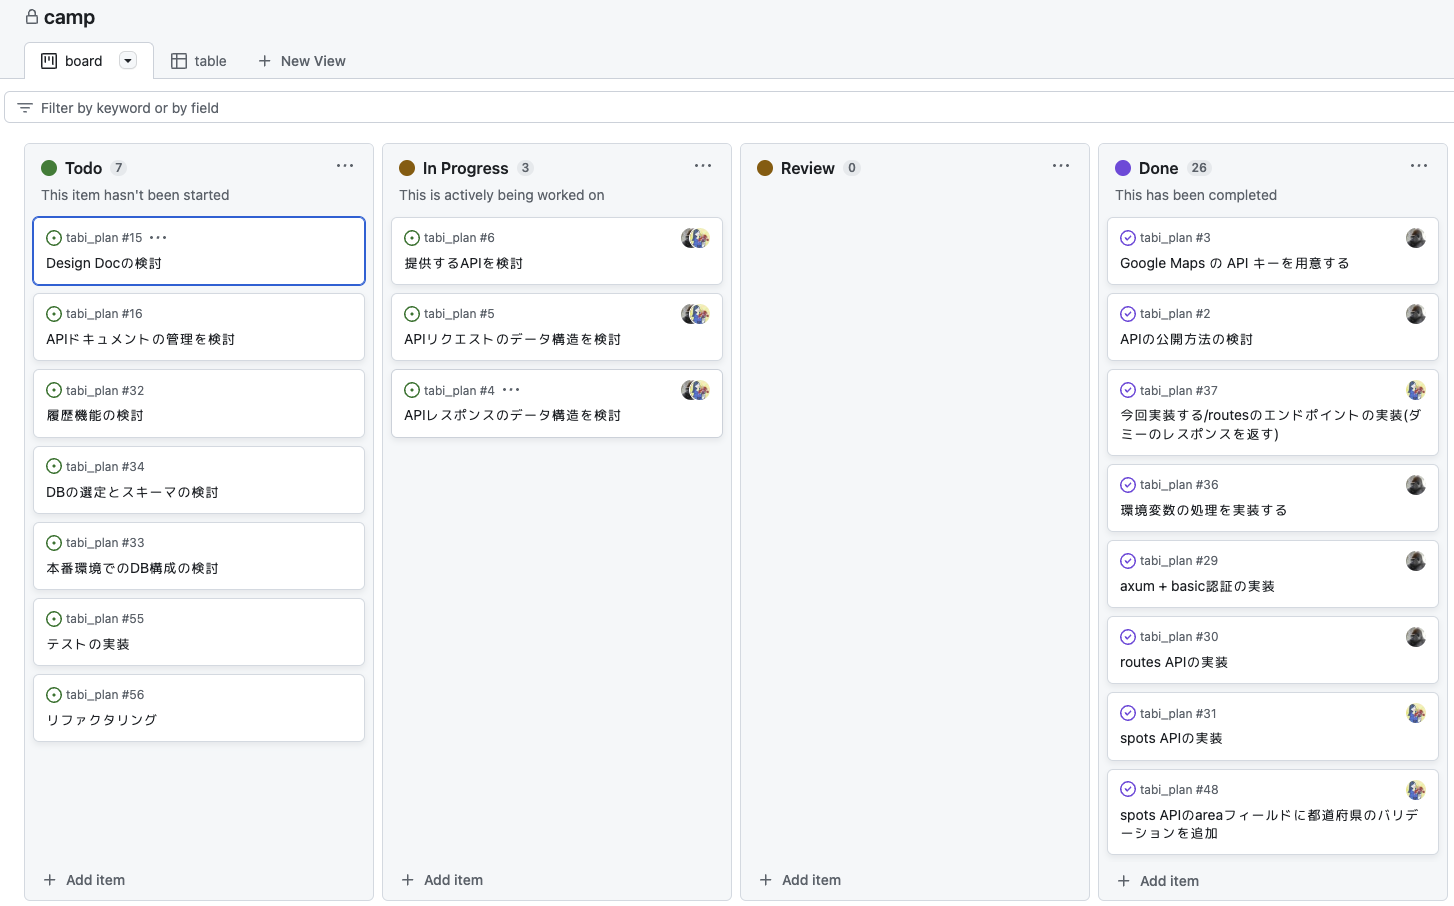 camp
board
table
New View
Filter by keyword or by field
Todo 7
This item hasn't been started
tabi_plan #15
Design Docの検討
tabi_plan #16
APIドキュメントの管理を検討
tabi_plan #32
履歴機能の検討
tabi_plan #34
DBの選定とスキーマの検討
tabi_plan #33
本番環境でのDB構成の検討
tabi_plan #55
テストの実装
tabi_plan #56
リファクタリング
Add item
In Progress 3
This is actively being worked on
tabi_plan #6
提供するAPIを検討
tabi_plan #5
APIリクエストのデータ構造を検討
tabi_plan #4
APIレスポンスのデータ構造を検討
Add item
Review 0
Add item
Done 26
This has been completed
tabi_plan #3
Google Maps の API キーを用意する
tabi_plan #2
APIの公開方法の検討
tabi_plan #37
今回実装する/routesのエンドポイントの実装(ダ
ミーのレスポンスを返す)
tabi_plan #36
環境変数の処理を実装する
tabi_plan #29
axum + basic認証の実装
tabi_plan #30
routes APIの実装
tabi_plan #31
spots APIの実装
tabi_plan #48
spots APIのareaフィールドに都道府県のバリデ
ーションを追加
Add item